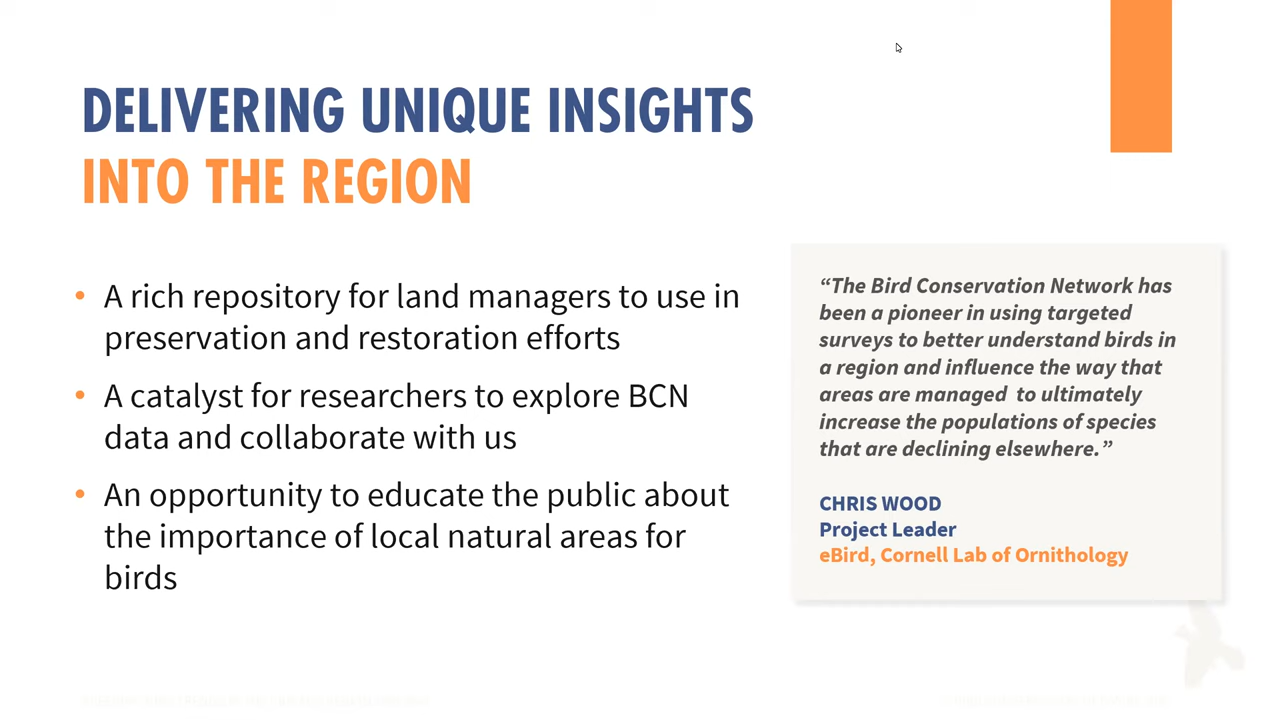 DELIVERING UNIQUE INSIGHTS
INTO THE REGION
• A rich repository for land managers to use in
preservation and restoration efforts
• A catalyst for researchers to explore BCN
data and collaborate with us
• An opportunity to educate the public about
the importance of local natural areas for
birds
“The Bird Conservation Network has
been a pioneer in using targeted
surveys to better understand birds in
a region and influence the way that
areas are managed to ultimately
increase the populations of species
that are declining elsewhere.”
CHRIS WOOD
Project Leader
eBird, Cornell Lab of Ornithology